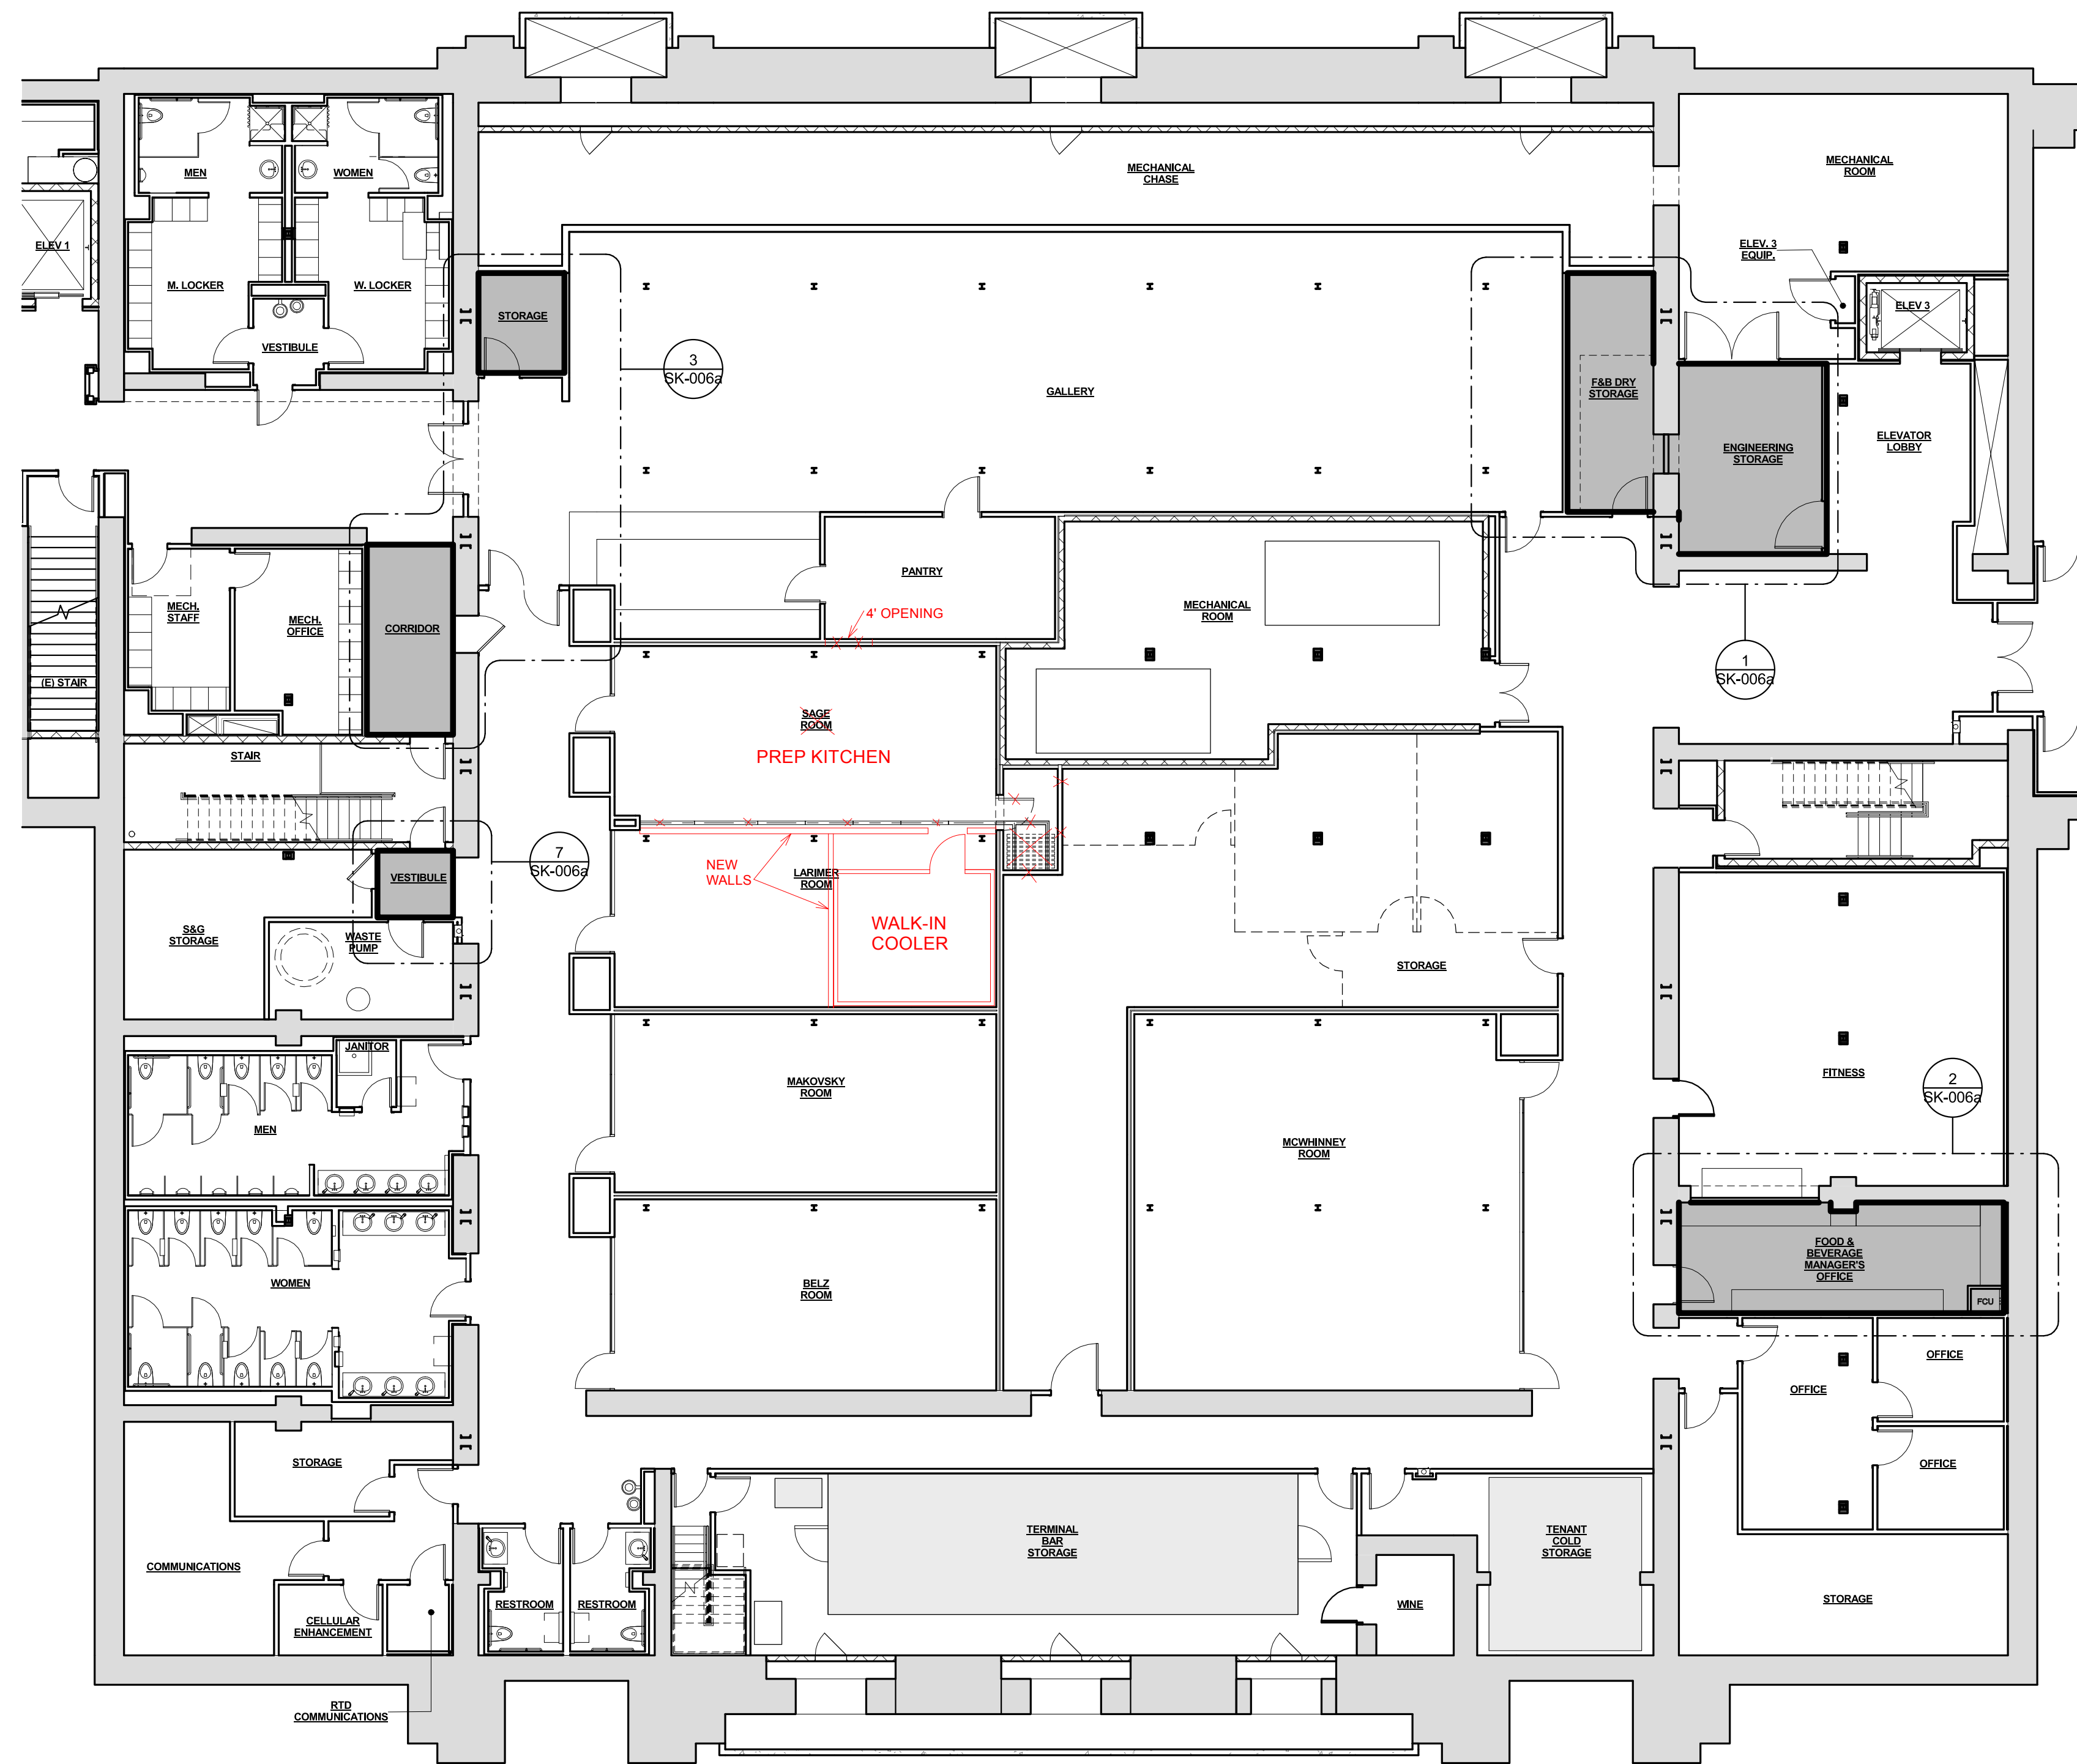 MEN
WOMEN
MECHANICAL
CHASE
MECHANICAL
ROOM
ELEV 1
ELEV. 3
EQUIP.
M. LOCKER
W. LOCKER
ELEV 3
STORAGE
VESTIBULE
3
SK-006a
GALLERY
F&B DRY
STORAGE
ELEVATOR
LOBBY
ENGINEERING
STORAGE
PANTRY
MECH.
STAFF
MECH.
OFFICE
CORRIDOR
4' OPENING
MECHANICAL
ROOM
(E) STAIR
1
SK-006a
SAGE
ROOM
PREP KITCHEN
STAIR
7
SK-006a
NEW
WALLS
LARIMER
ROOM
VESTIBULE
WALK-IN
COOLER
S&G
STORAGE
WASTE
PUMP
STORAGE
JANITOR
MAKOVSKY
ROOM
FITNESS
2
SK-006a
MEN
MCWHINNEY
ROOM
FOOD &
BEVERAGE
MANAGER'S
OFFICE
FCU
WOMEN
BELZ
ROOM
OFFICE
OFFICE
OFFICE
STORAGE
TERMINAL
BAR
STORAGE
TENANT
COLD
STORAGE
COMMUNICATIONS
CELLULAR
ENHANCEMENT
RESTROOM
RESTROOM
WINE
STORAGE
RTD
COMMUNICATIONS